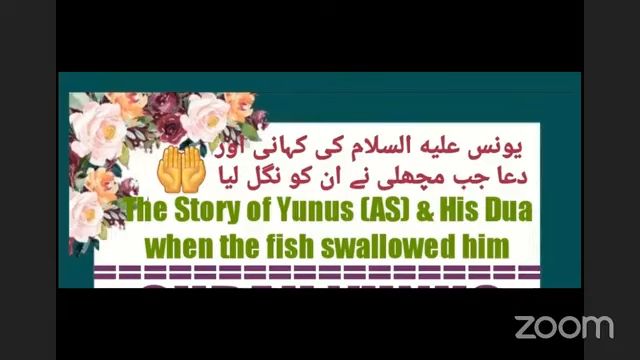 یونس علیہ السلام کی کہانی اور
دعا جب مچھلی نے ان کو نگل لیا
The Story of Yunus (AS) & His Dua
when the fish swallowed him
zoom